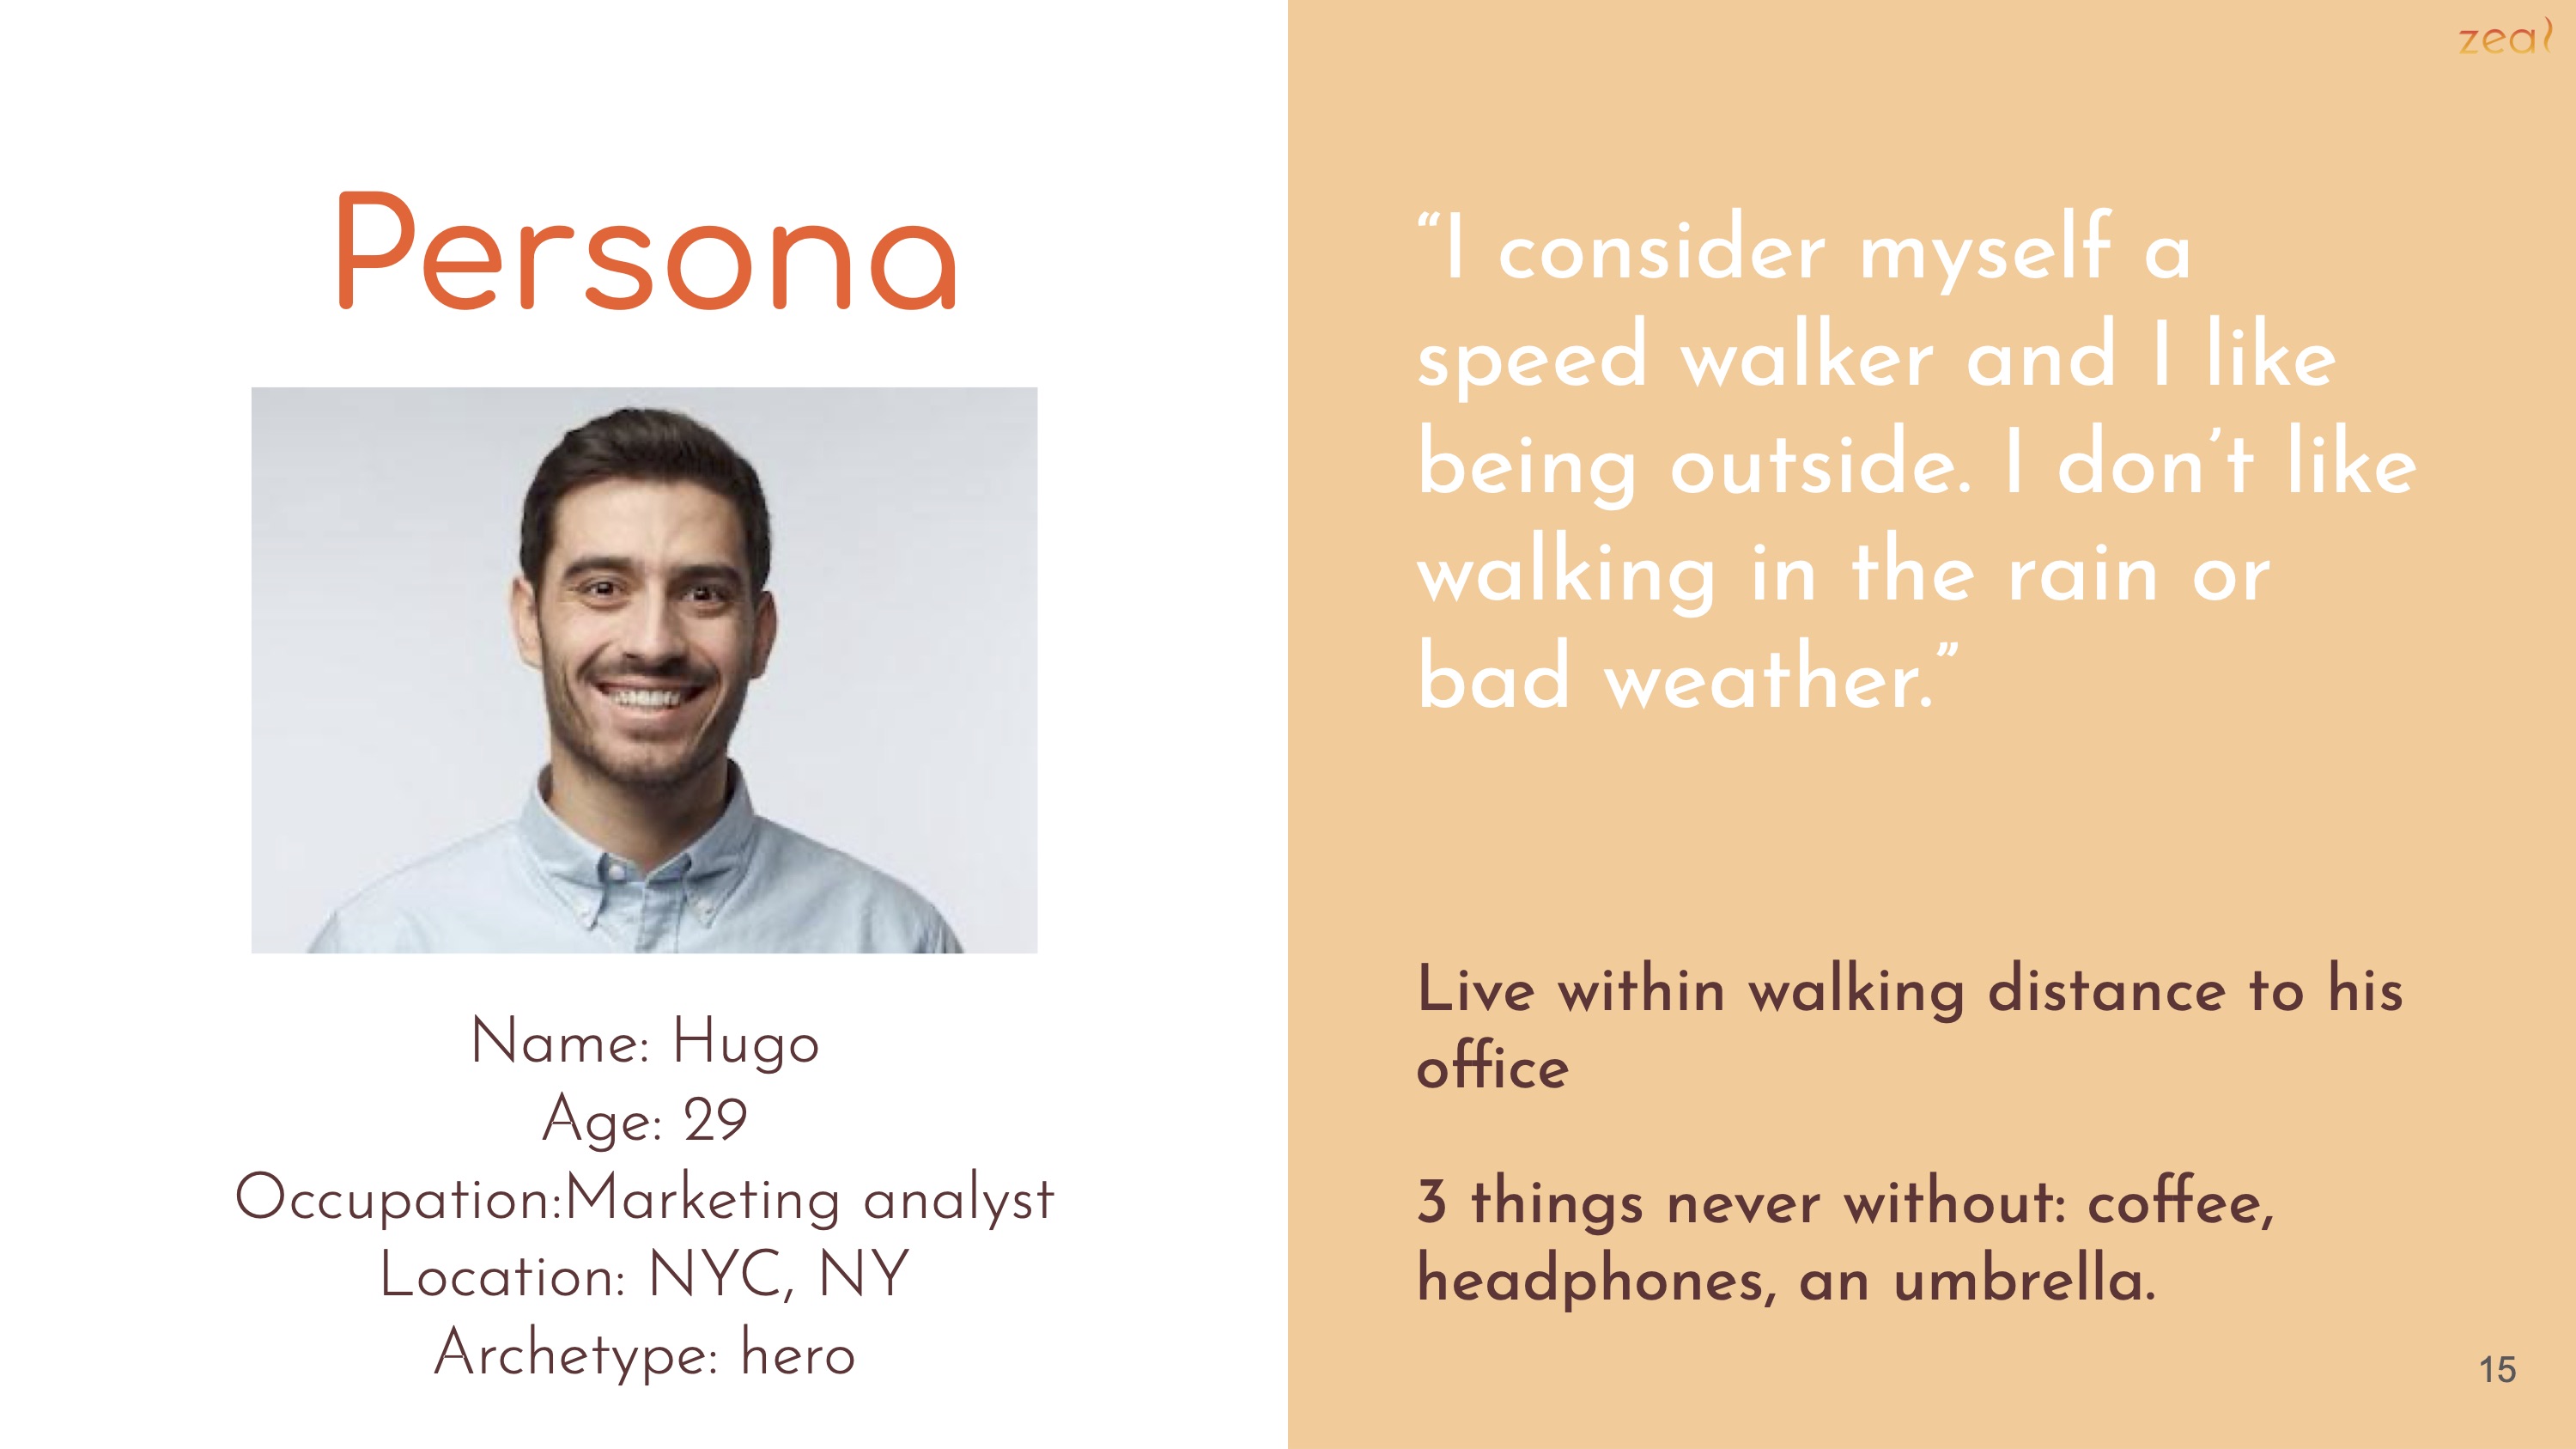 zeal
Persona
Name: Hugo
Age: 29
Occupation:Marketing analyst
Location: NYC, NY
Archetype: hero
“I consider myself a
speed walker and I like
being outside. I don’t like
walking in the rain or
bad weather.”
Live within walking distance to his
office
3 things never without: coffee,
headphones, an umbrella.
15